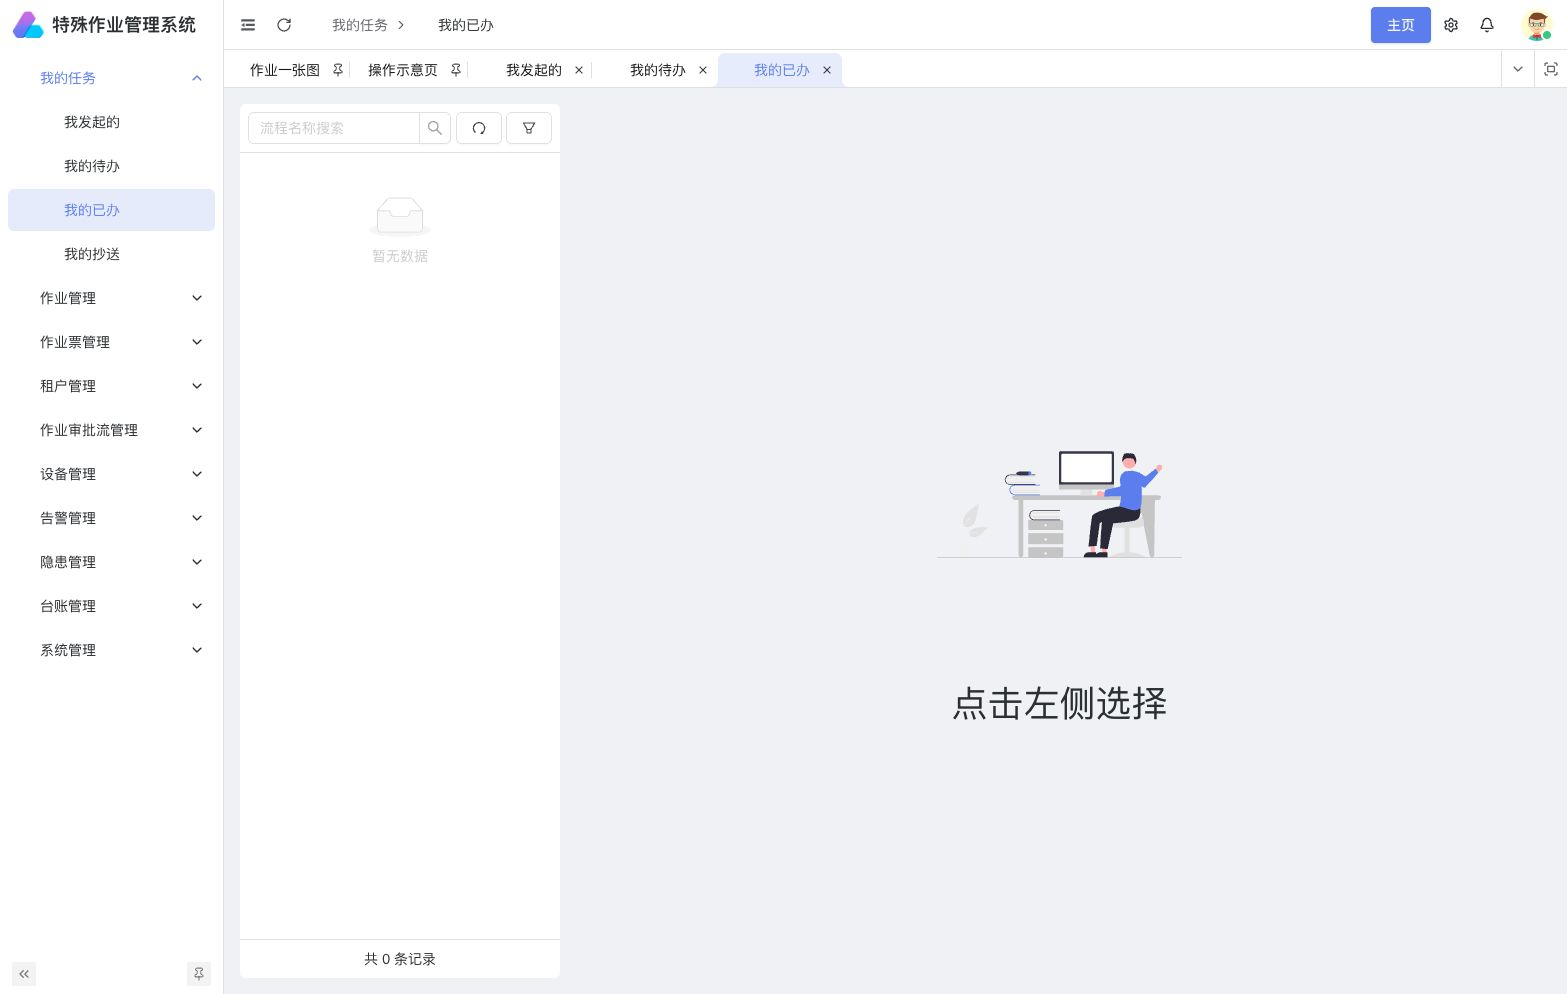 特殊作业管理系统
我的任务
我发起的
我的待办
我的已办
我的抄送
作业管理
作业票管理
租户管理
作业审批流管理
设备管理
告警管理
隐患管理
台账管理
系统管理
我的任务 我的已办
主页
作业一张图 操作示意页 我发起的 我的待办 我的已办
流程名称搜索
暂无数据
共 0 条记录
点击左侧选择